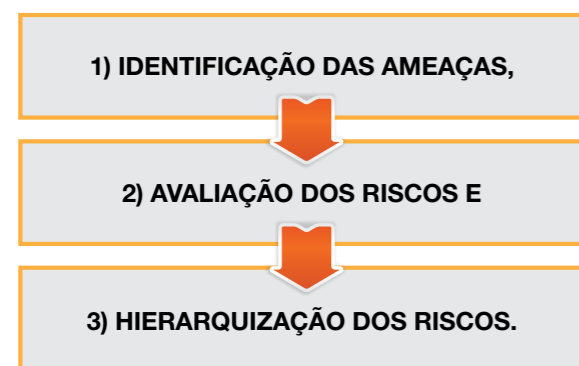 1) IDENTIFICAÇÃO DAS AMEAÇAS,
2) AVALIAÇÃO DOS RISCOS E
3) HIERARQUIZAÇÃO DOS RISCOS.